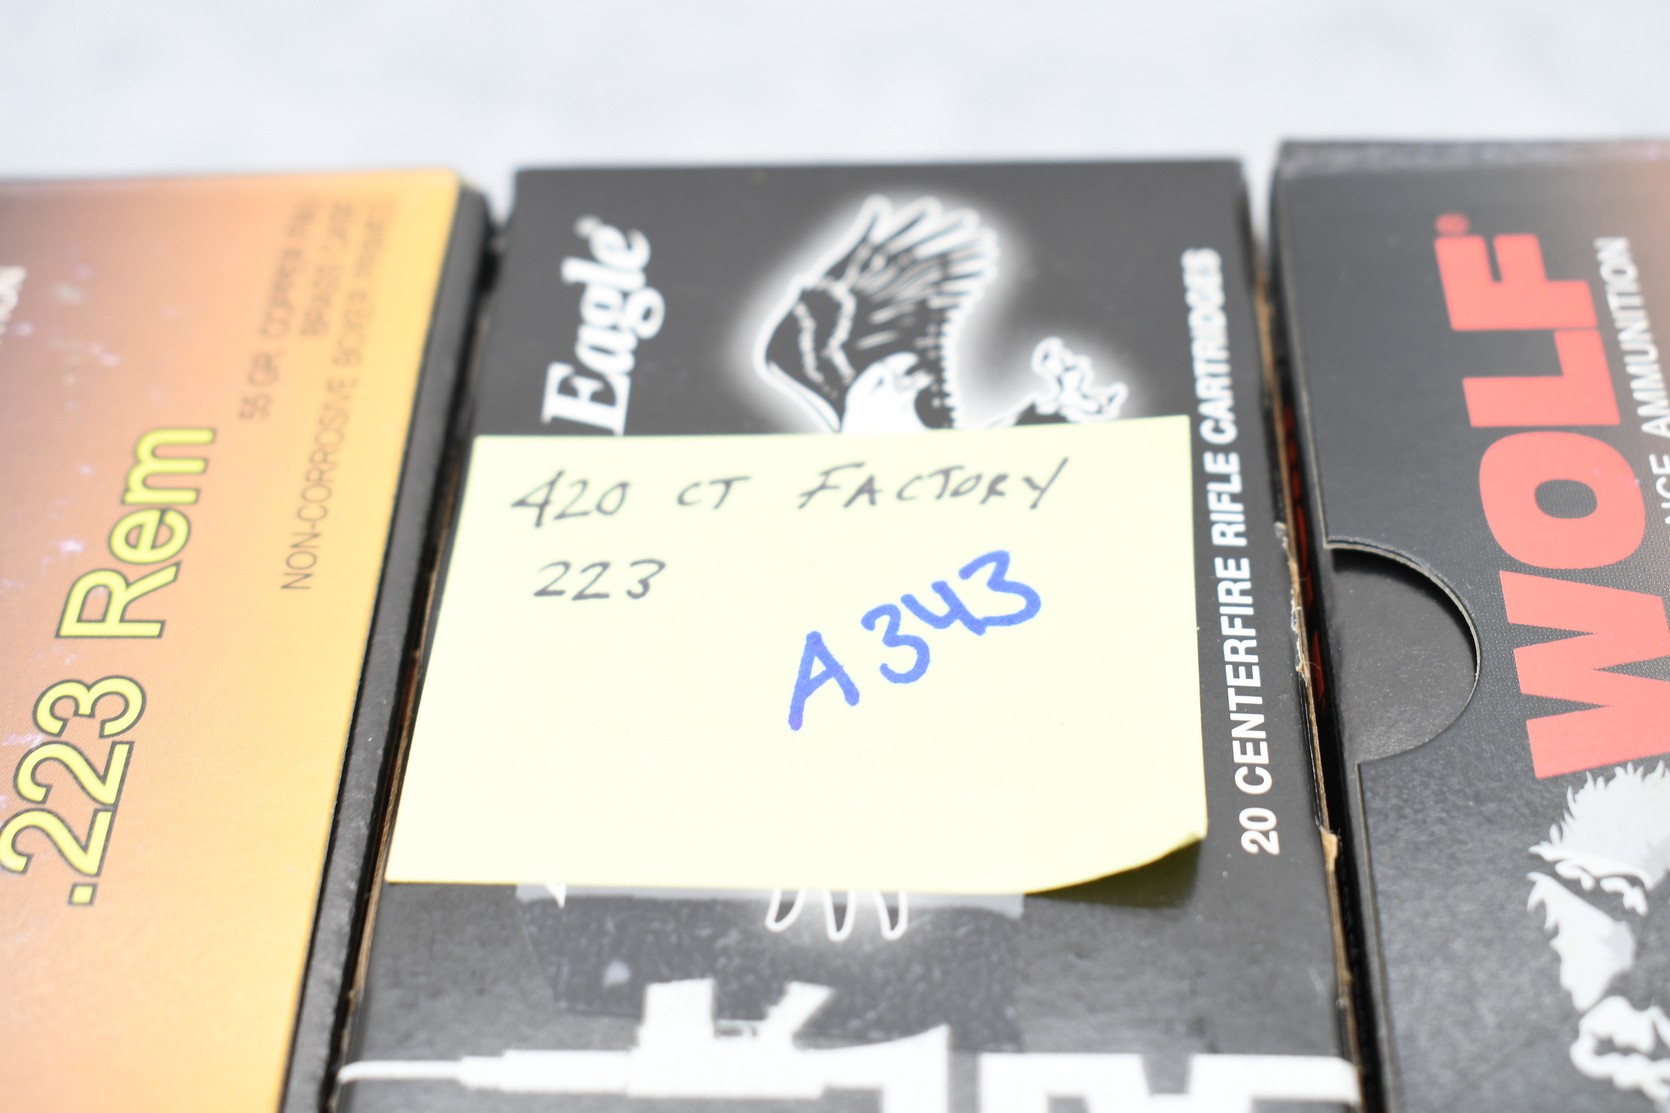 .223 Rem
55 GR. COPPER
BRASS CASE
NON-CORROSIVE BOXER PRIMED
Eagle
20 CENTERFIRE RIFLE CARTRIDGES
420 CT FACTORY
223
A343
WOLF®
AMMUNITION